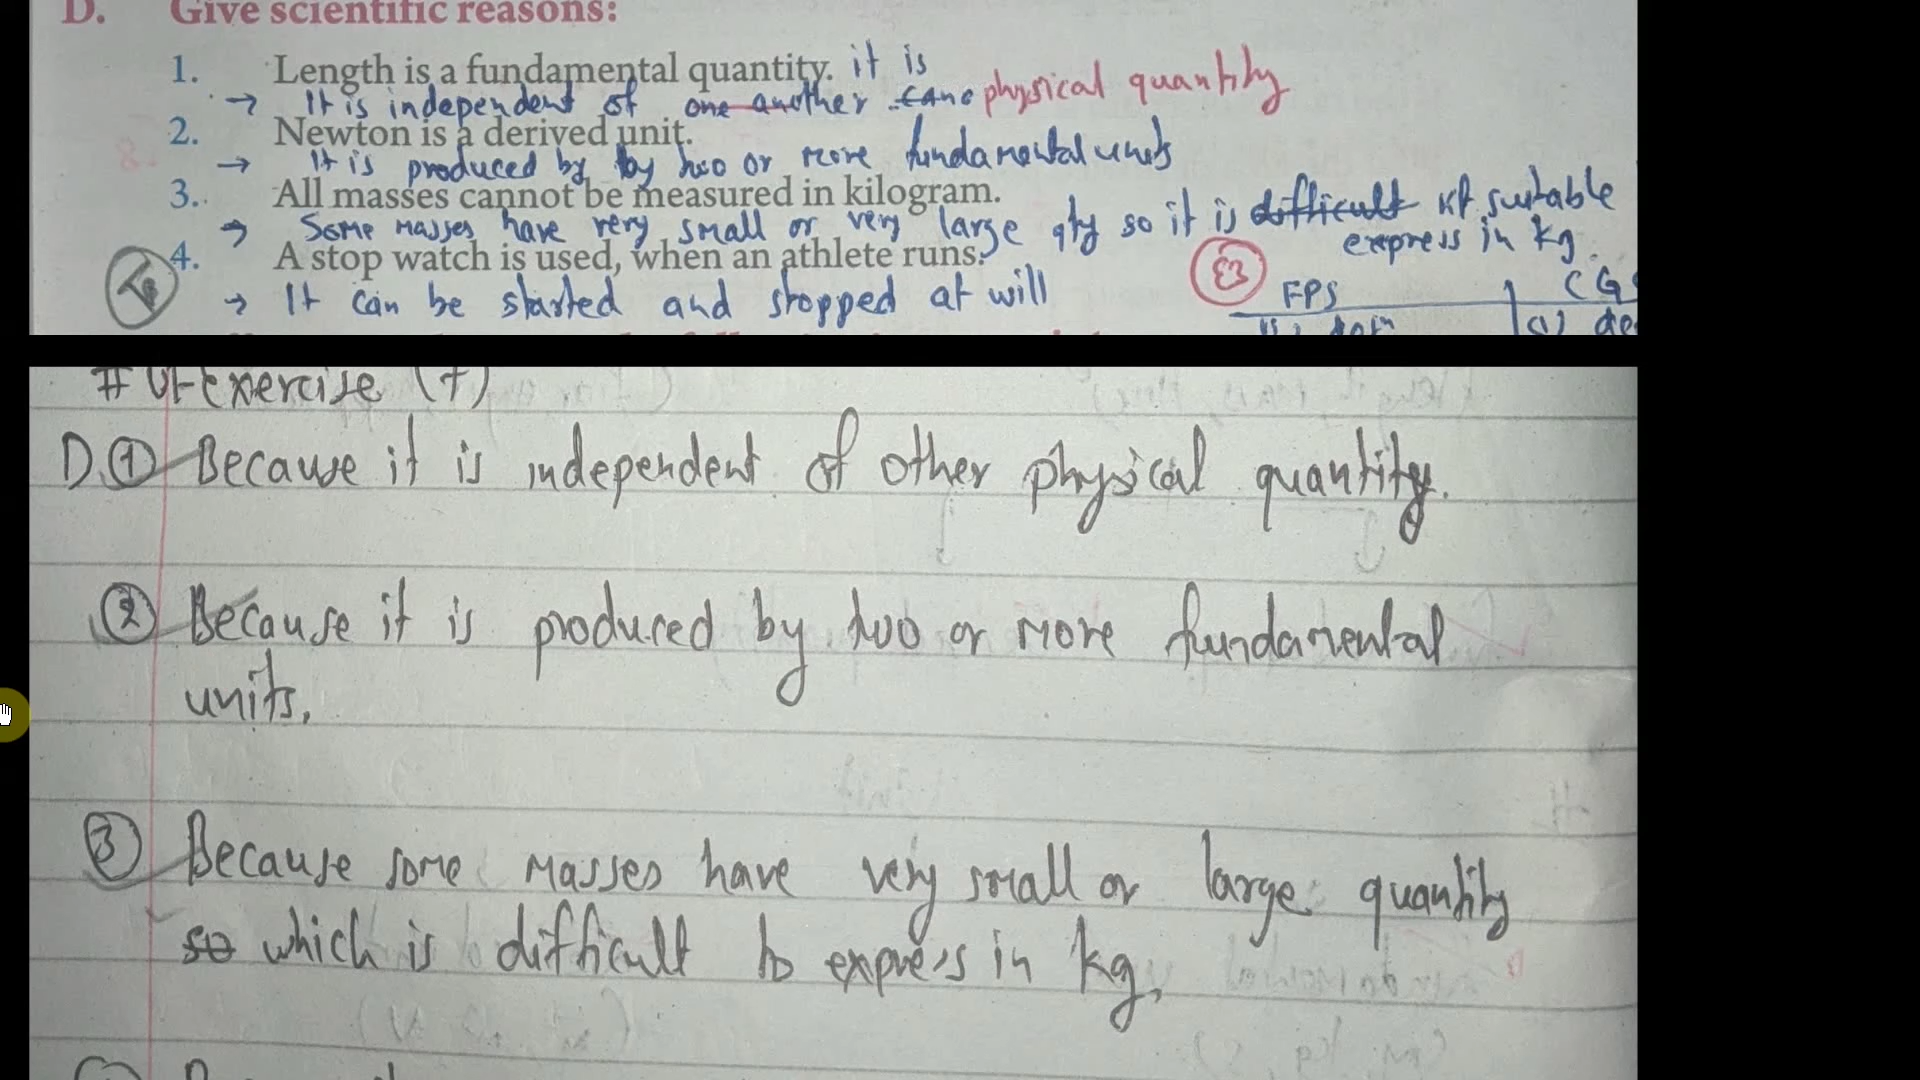 D. Give scientific reasons:
1. Length is a fundamental quantity. it is
→ It is independent of one another physical quantity
2. Newton is a derived unit.
→ It is produced by by two or more fundamental units
3. All masses cannot be measured in kilogram.
→ Some masses have very small or very large qty so it is difficult suitable
express in kg.
4. A stop watch is used, when an athlete runs.
→ It can be started and stopped at will
FPS
CG
# Exercise
D. ① Because it is independent of other physical quantity.
② Because it is produced by two or more fundamental
units.
③ Because some masses have very small or large quantity
so which is difficult to express in kg.